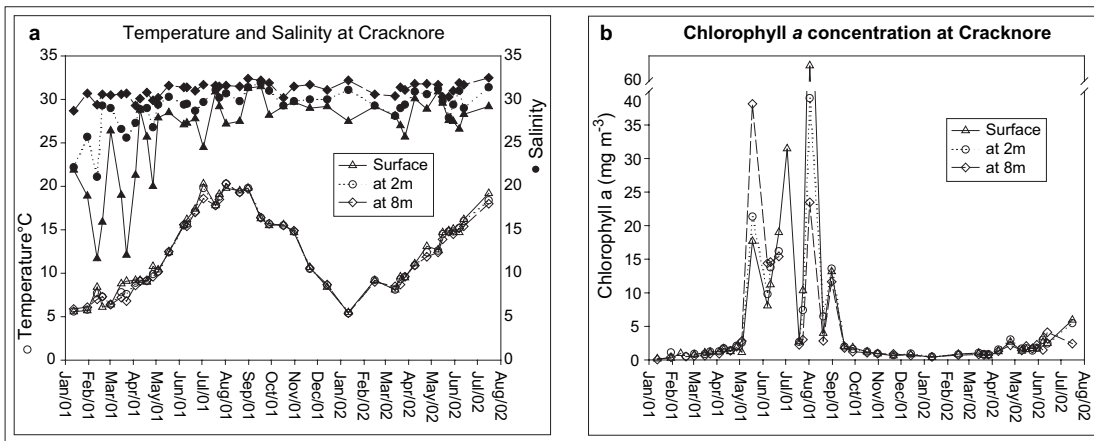 a Temperature and Salinity at Cracknore
35 35
30 30
25 25
20 20
15 15
10 10
5 5
0 0
○ Temperature°C
● Salinity
Surface
at 2m
at 8m
Jan/01 Feb/01 Mar/01 Apr/01 May/01 Jun/01 Jul/01 Aug/01 Sep/01 Oct/01 Nov/01 Dec/01 Jan/02 Feb/02 Mar/02 Apr/02 May/02 Jun/02 Jul/02 Aug/02
b Chlorophyll a concentration at Cracknore
60
40
35
30
25
20
15
10
5
0
Chlorophyll a (mg m-3)
Surface
at 2m
at 8m
Jan/01 Feb/01 Mar/01 Apr/01 May/01 Jun/01 Jul/01 Aug/01 Sep/01 Oct/01 Nov/01 Dec/01 Jan/02 Feb/02 Mar/02 Apr/02 May/02 Jun/02 Jul/02 Aug/02